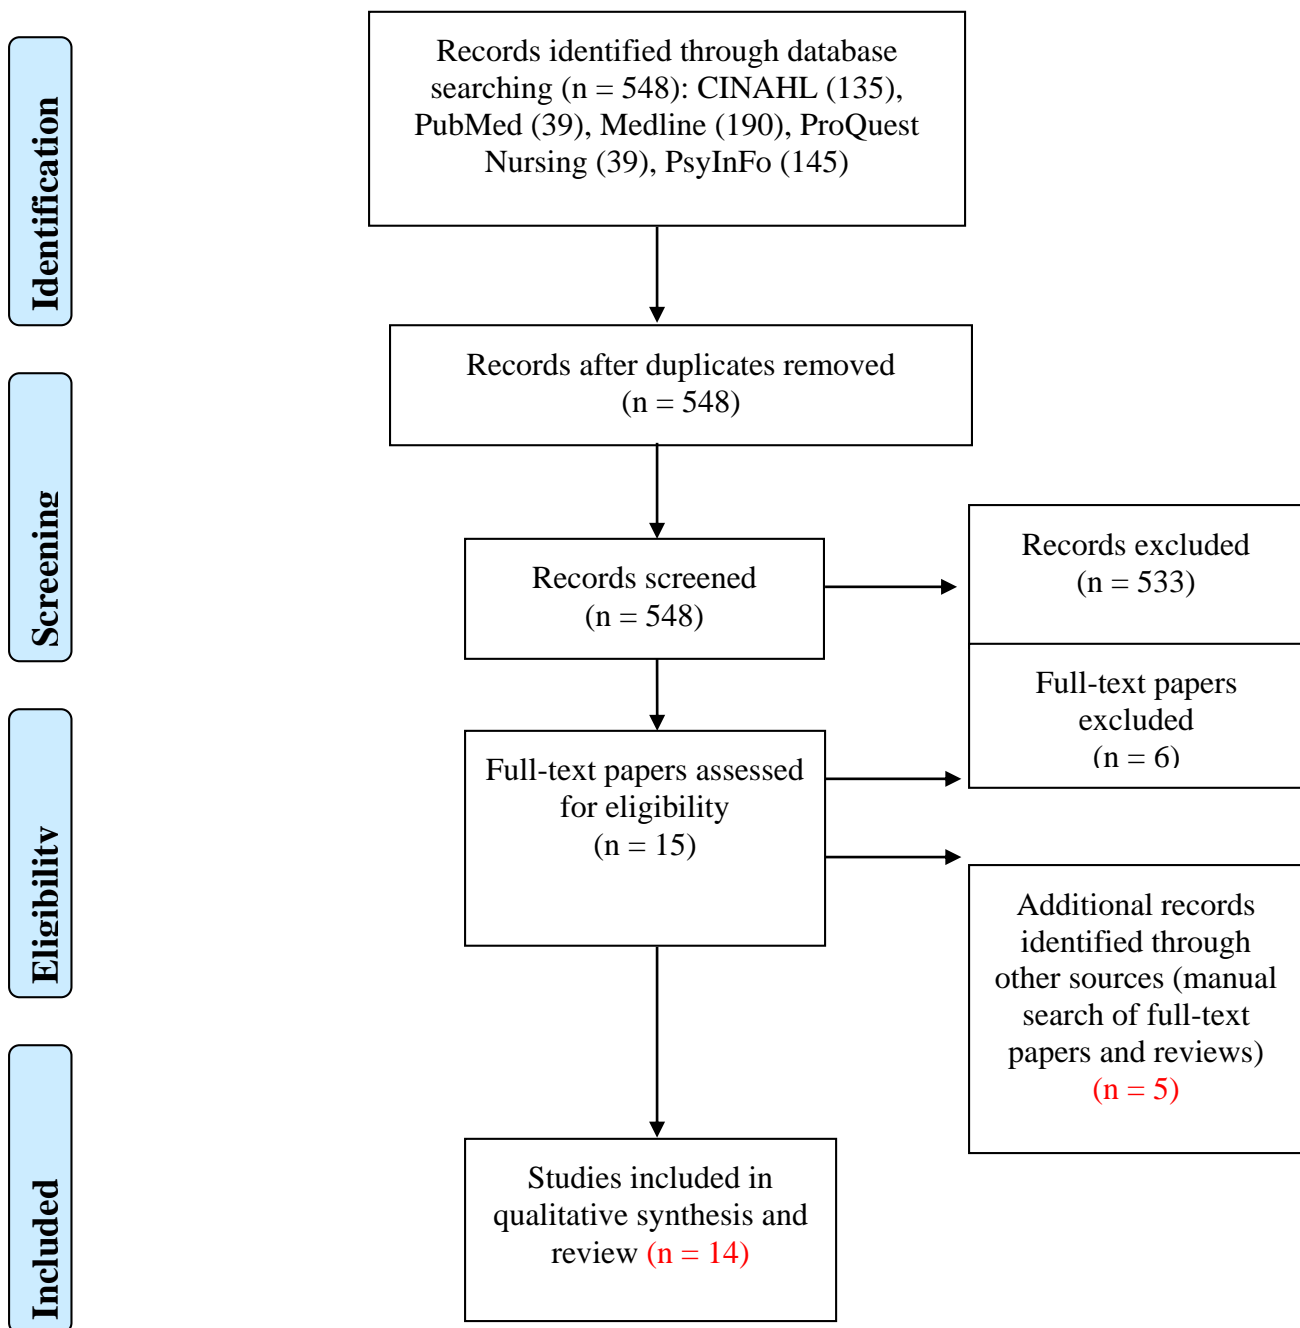 Identification
Records identified through database
searching (n = 548): CINAHL (135),
PubMed (39), Medline (190), ProQuest
Nursing (39), PsyInFo (145)
Records after duplicates removed
(n = 548)
Screening
Records screened
(n = 548)
Records excluded
(n = 533)
Full-text papers
excluded
(n = 6)
Eligibility
Full-text papers assessed
for eligibility
(n = 15)
Additional records
identified through
other sources (manual
search of full-text
papers and reviews)
(n = 5)
Included
Studies included in
qualitative synthesis and
review (n = 14)